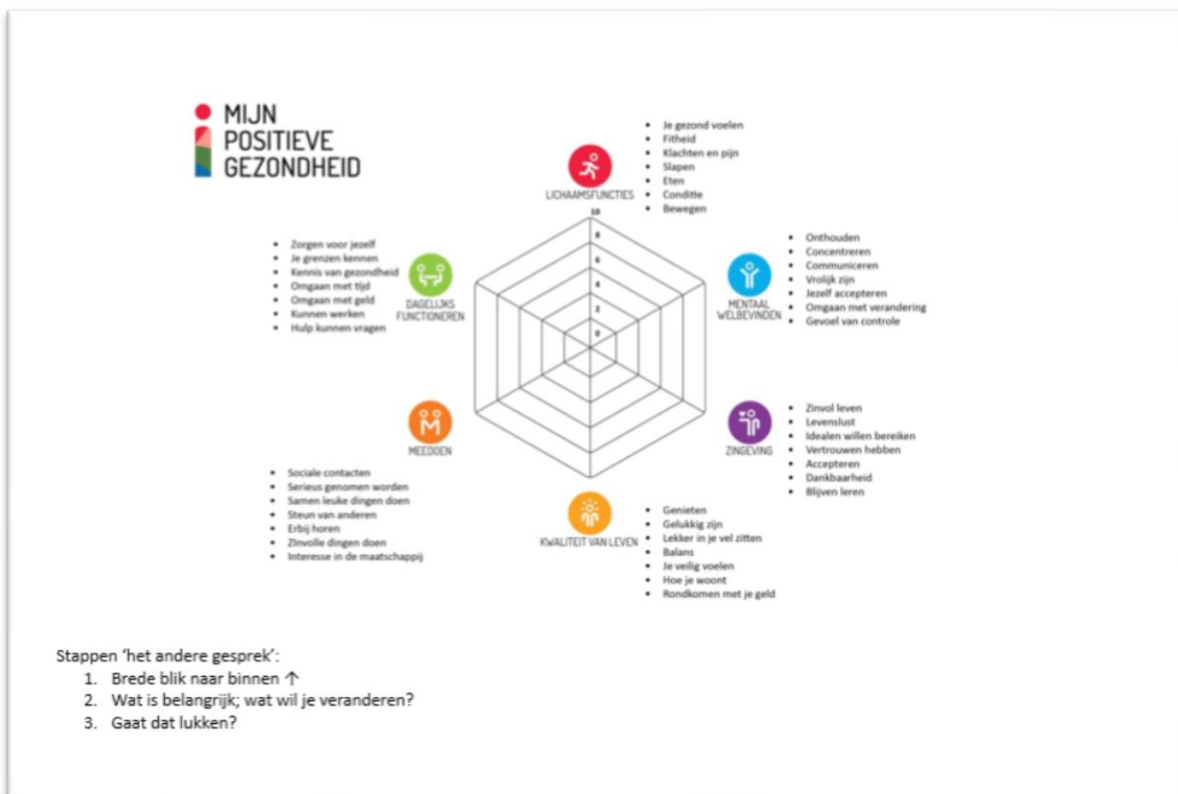 MIJN
POSITIEVE
GEZONDHEID
• Je gezond voelen
• Fitheid
• Klachten en pijn
• Slapen
• Eten
• Conditie
• Bewegen
LICHAAMSFUNCTIES
10
8
6
4
2
0
• Onthouden
• Concentreren
• Communiceren
• Vrolijk zijn
• Jezelf accepteren
• Omgaan met verandering
• Gevoel van controle
MENTAAL
WELBEVINDEN
• Zinvol leven
• Levenslust
• Idealen willen bereiken
• Vertrouwen hebben
• Accepteren
• Dankbaarheid
• Blijven leren
ZINGEVING
• Genieten
• Gelukkig zijn
• Lekker in je vel zitten
• Balans
• Je veilig voelen
• Hoe je woont
• Rondkomen met je geld
KWALITEIT VAN LEVEN
MEEDOEN
• Sociale contacten
• Serieus genomen worden
• Samen leuke dingen doen
• Steun van anderen
• Erbij horen
• Zinvolle dingen doen
• Interesse in de maatschappij
• Zorgen voor jezelf
• Je grenzen kennen
• Kennis van gezondheid
• Omgaan met tijd
• Omgaan met geld
• Kunnen werken
• Hulp kunnen vragen
DAGELIJKS
FUNCTIONEREN
Stappen ‘het andere gesprek’:
1. Brede blik naar binnen ↑
2. Wat is belangrijk; wat wil je veranderen?
3. Gaat dat lukken?